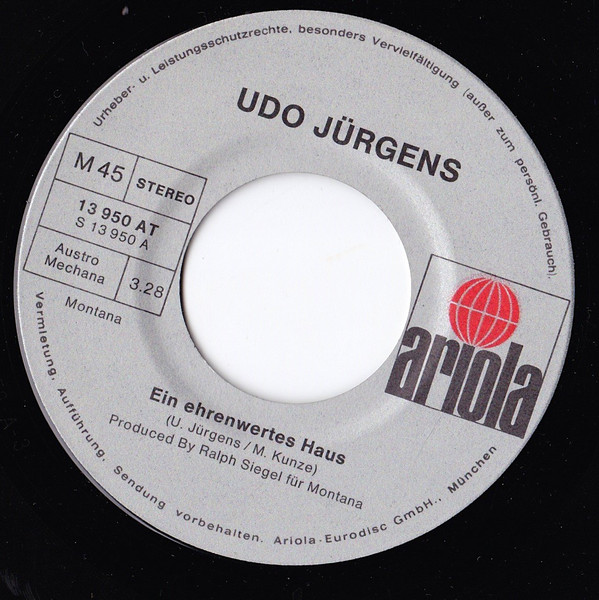 Urheber- u. Leistungsschutzrechte, besonders Vervielfältigung (außer zum persönl. Gebrauch),
UDO JÜRGENS
M 45
STEREO
13 950 AT
S 13 950 A
Austro
Mechana
3.28
Montana
ariola
Ein ehrenwertes Haus
(U. Jürgens / M. Kunze)
Produced By Ralph Siegel für Montana
Vermietung, Aufführung, Sendung vorbehalten. Ariola-Eurodisc GmbH., München